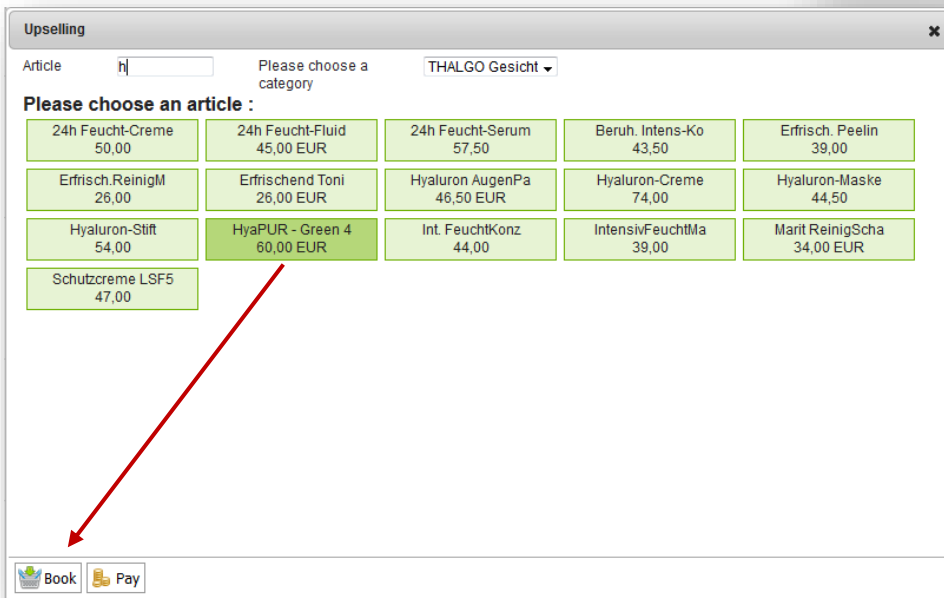 Upselling
Article h Please choose a category THALGO Gesicht
Please choose an article :
24h Feucht-Creme 24h Feucht-Fluid 24h Feucht-Serum Beruh. Intens-Ko Erfrisch. Peelin
50,00 45,00 EUR 57,50 43,50 39,00
Erfrisch.ReinigM Erfrischend Toni Hyaluron AugenPa Hyaluron-Creme Hyaluron-Maske
26,00 26,00 EUR 46,50 EUR 74,00 44,50
Hyaluron-Stift HyaPUR - Green 4 Int. FeuchtKonz IntensivFeuchtMa Marit ReinigScha
54,00 60,00 EUR 44,00 39,00 34,00 EUR
Schutzcreme LSF5
47,00
Book Pay